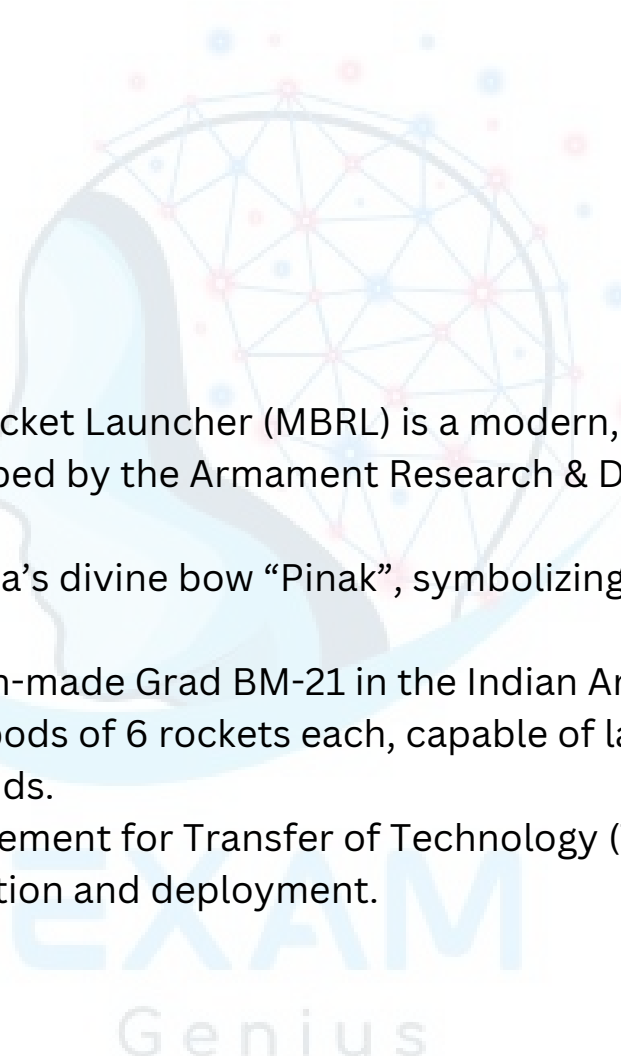 cket Launcher (MBRL) is a modern,
ped by the Armament Research & D
a’s divine bow “Pinak”, symbolizing
n-made Grad BM-21 in the Indian Ar
pods of 6 rockets each, capable of la
ds.
ement for Transfer of Technology (
tion and deployment.
EXAM
Genius